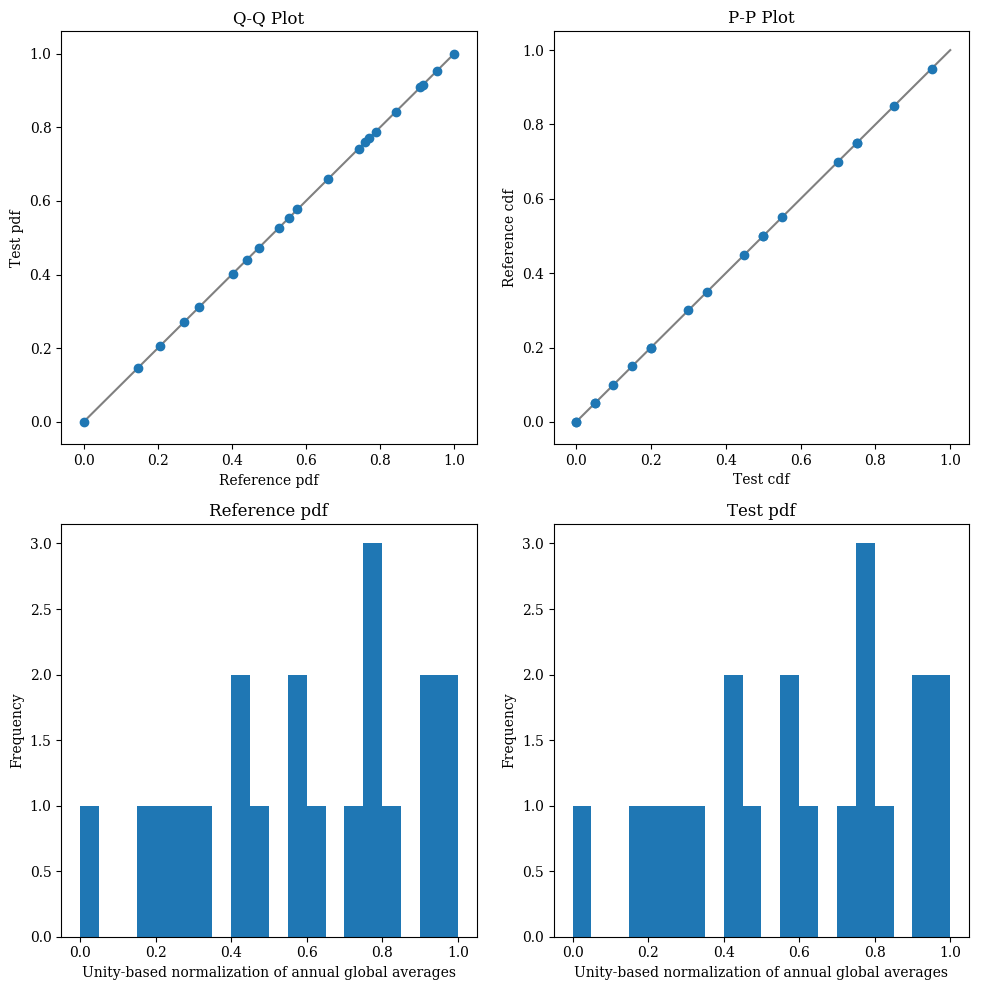 Q-Q Plot
1.0
0.8
0.6
0.4
0.2
0.0
Test pdf
0.0 0.2 0.4 0.6 0.8 1.0
Reference pdf
P-P Plot
1.0
0.8
0.6
0.4
0.2
0.0
Reference cdf
0.0 0.2 0.4 0.6 0.8 1.0
Test cdf
Reference pdf
3.0
2.5
2.0
1.5
1.0
0.5
0.0
Frequency
0.0 0.2 0.4 0.6 0.8 1.0
Unity-based normalization of annual global averages
Test pdf
3.0
2.5
2.0
1.5
1.0
0.5
0.0
Frequency
0.0 0.2 0.4 0.6 0.8 1.0
Unity-based normalization of annual global averages